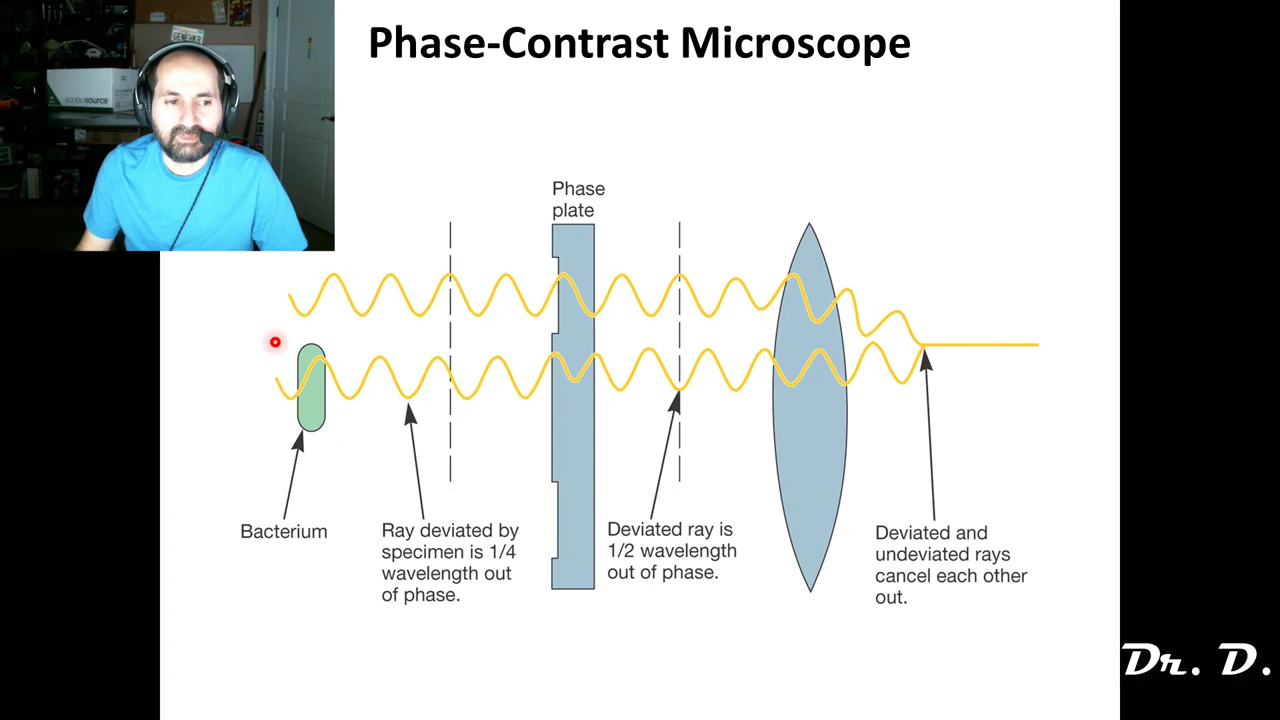 Phase-Contrast Microscope
Phase
plate
Bacterium
Ray deviated by
specimen is 1/4
wavelength out
of phase.
Deviated ray is
1/2 wavelength
out of phase.
Deviated and
undeviated rays
cancel each other
out.
Dr. D.